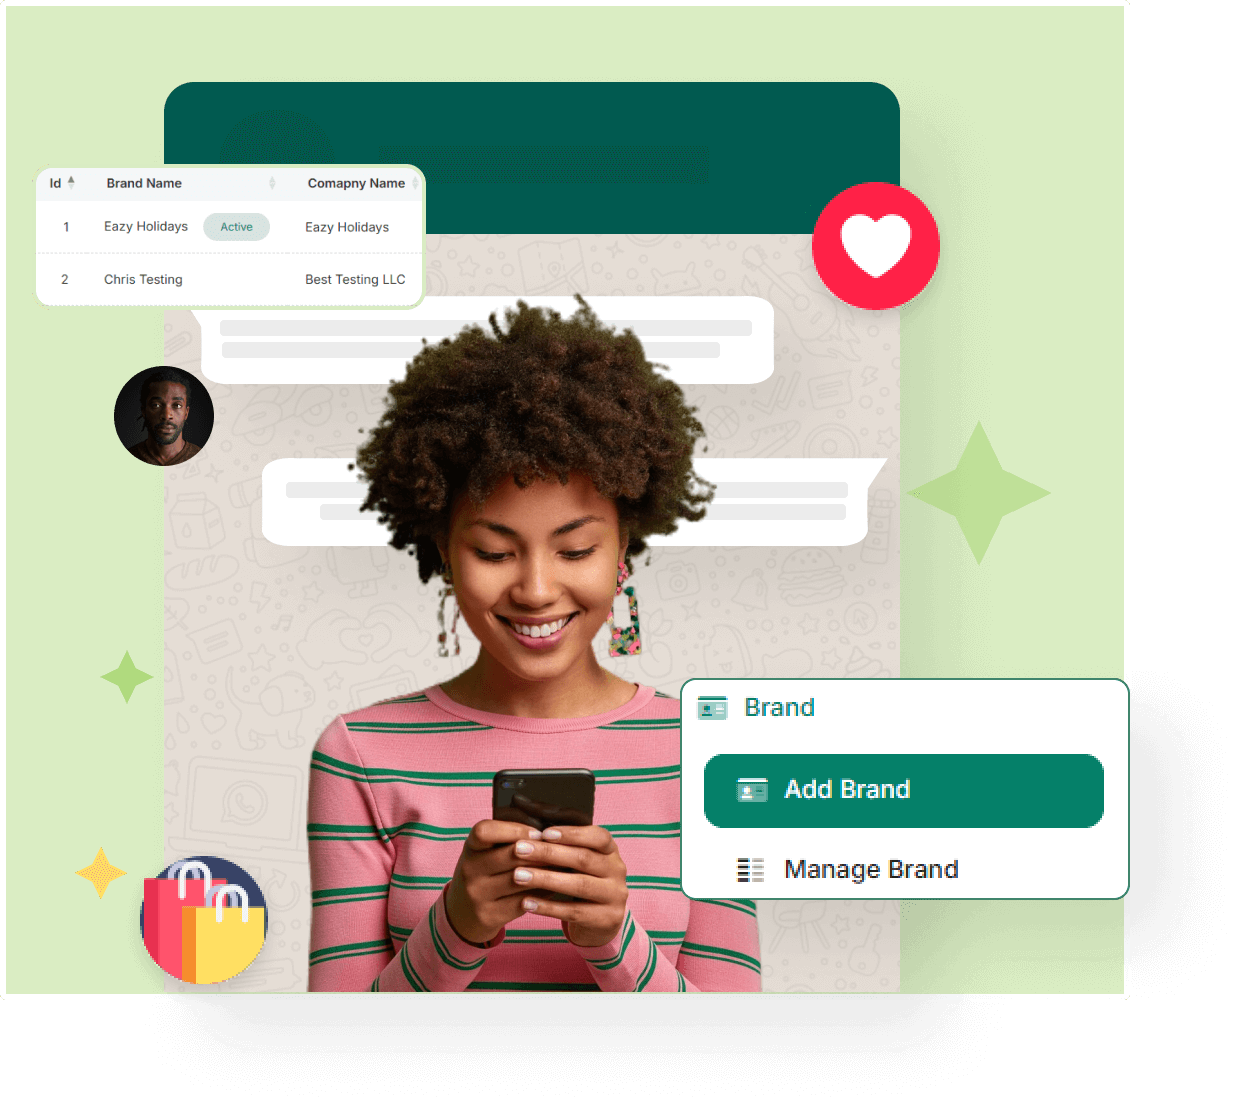 Id Brand Name Comapny Name
1 Eazy Holidays Active Eazy Holidays
2 Chris Testing Best Testing LLC
Brand
Add Brand
Manage Brand